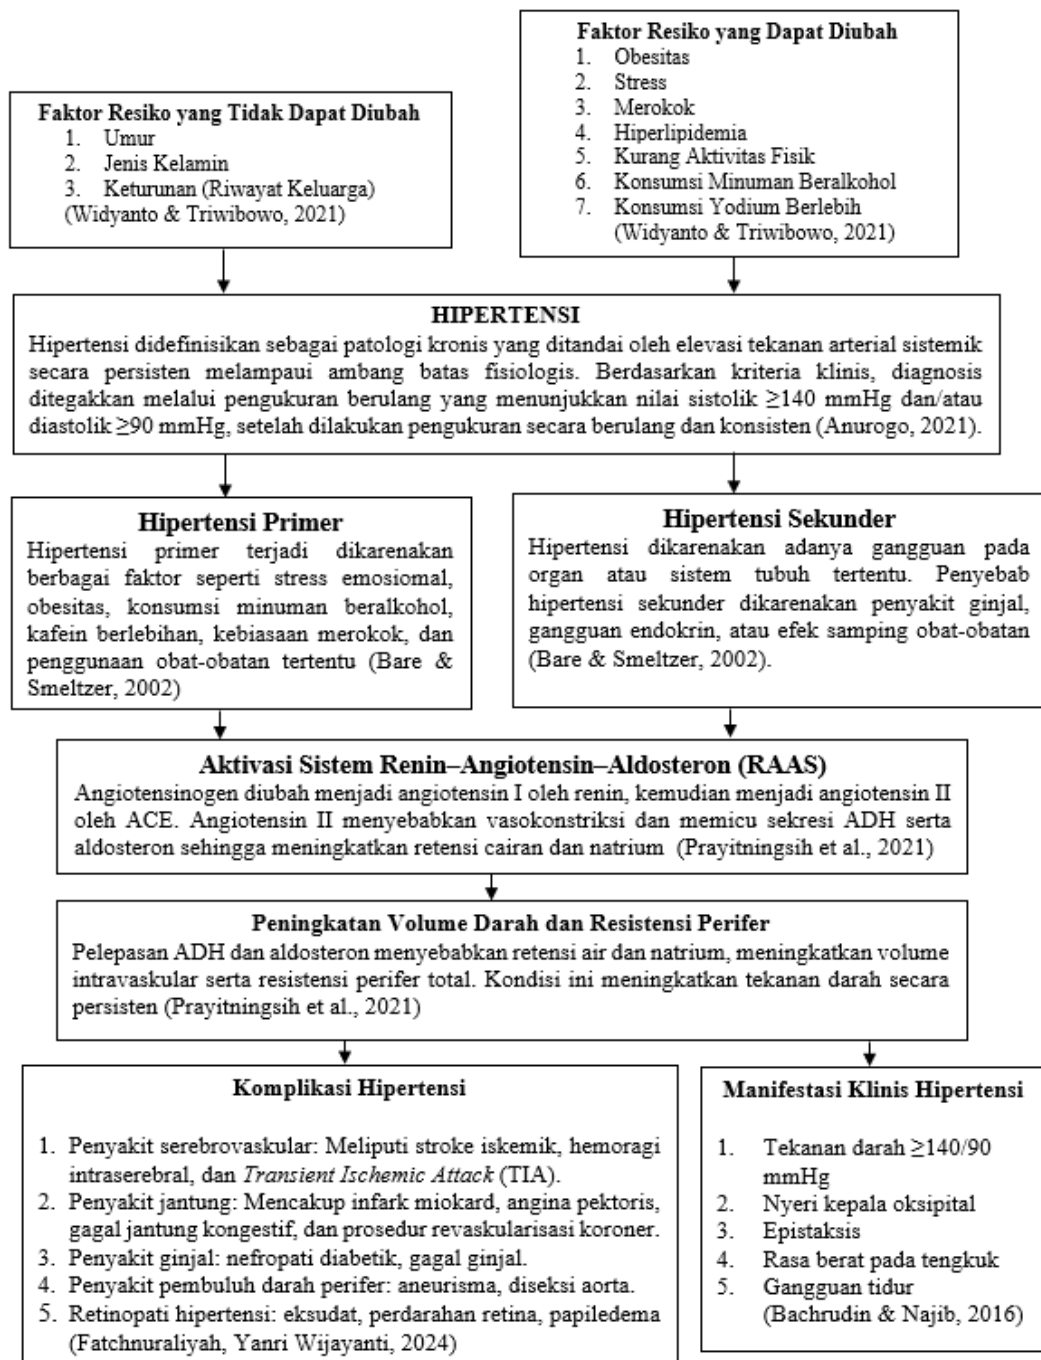 Faktor Resiko yang Tidak Dapat Diubah
1. Umur
2. Jenis Kelamin
3. Keturunan (Riwayat Keluarga)
(Widyanto & Triwibowo, 2021)
Faktor Resiko yang Dapat Diubah
1. Obesitas
2. Stress
3. Merokok
4. Hiperlipidemia
5. Kurang Aktivitas Fisik
6. Konsumsi Minuman Beralkohol
7. Konsumsi Yodium Berlebih
(Widyanto & Triwibowo, 2021)
HIPERTENSI
Hipertensi didefinisikan sebagai patologi kronis yang ditandai oleh elevasi tekanan arterial sistemik
secara persisten melampaui ambang batas fisiologis. Berdasarkan kriteria klinis, diagnosis
ditegakkan melalui pengukuran berulang yang menunjukkan nilai sistolik ≥140 mmHg dan/atau
diastolik ≥90 mmHg, setelah dilakukan pengukuran secara berulang dan konsisten (Anurogo, 2021).
Hipertensi Primer
Hipertensi primer terjadi dikarenakan
berbagai faktor seperti stress emosiomal,
obesitas, konsumsi minuman beralkohol,
kafein berlebihan, kebiasaan merokok, dan
penggunaan obat-obatan tertentu (Bare &
Smeltzer, 2002)
Hipertensi Sekunder
Hipertensi dikarenakan adanya gangguan pada
organ atau sistem tubuh tertentu. Penyebab
hipertensi sekunder dikarenakan penyakit ginjal,
gangguan endokrin, atau efek samping obat-obatan
(Bare & Smeltzer, 2002).
Aktivasi Sistem Renin–Angiotensin–Aldosteron (RAAS)
Angiotensinogen diubah menjadi angiotensin I oleh renin, kemudian menjadi angiotensin II
oleh ACE. Angiotensin II menyebabkan vasokonstriksi dan memicu sekresi ADH serta
aldosteron sehingga meningkatkan retensi cairan dan natrium (Prayitningsih et al., 2021)
Peningkatan Volume Darah dan Resistensi Perifer
Pelepasan ADH dan aldosteron menyebabkan retensi air dan natrium, meningkatkan volume
intravaskular serta resistensi perifer total. Kondisi ini meningkatkan tekanan darah secara
persisten (Prayitningsih et al., 2021)
Komplikasi Hipertensi
1. Penyakit serebrovaskular: Meliputi stroke iskemik, hemoragi
intraserebral, dan Transient Ischemic Attack (TIA).
2. Penyakit jantung: Mencakup infark miokard, angina pektoris,
gagal jantung kongestif, dan prosedur revaskularisasi koroner.
3. Penyakit ginjal: nefropati diabetik, gagal ginjal.
4. Penyakit pembuluh darah perifer: aneurisma, diseksi aorta.
5. Retinopati hipertensi: eksudat, perdarahan retina, papiledema
(Fatchnuraliyah, Yanri Wijayanti, 2024)
Manifestasi Klinis Hipertensi
1. Tekanan darah ≥140/90
mmHg
2. Nyeri kepala oksipital
3. Epistaksis
4. Rasa berat pada tengkuk
5. Gangguan tidur
(Bachrudin & Najib, 2016)